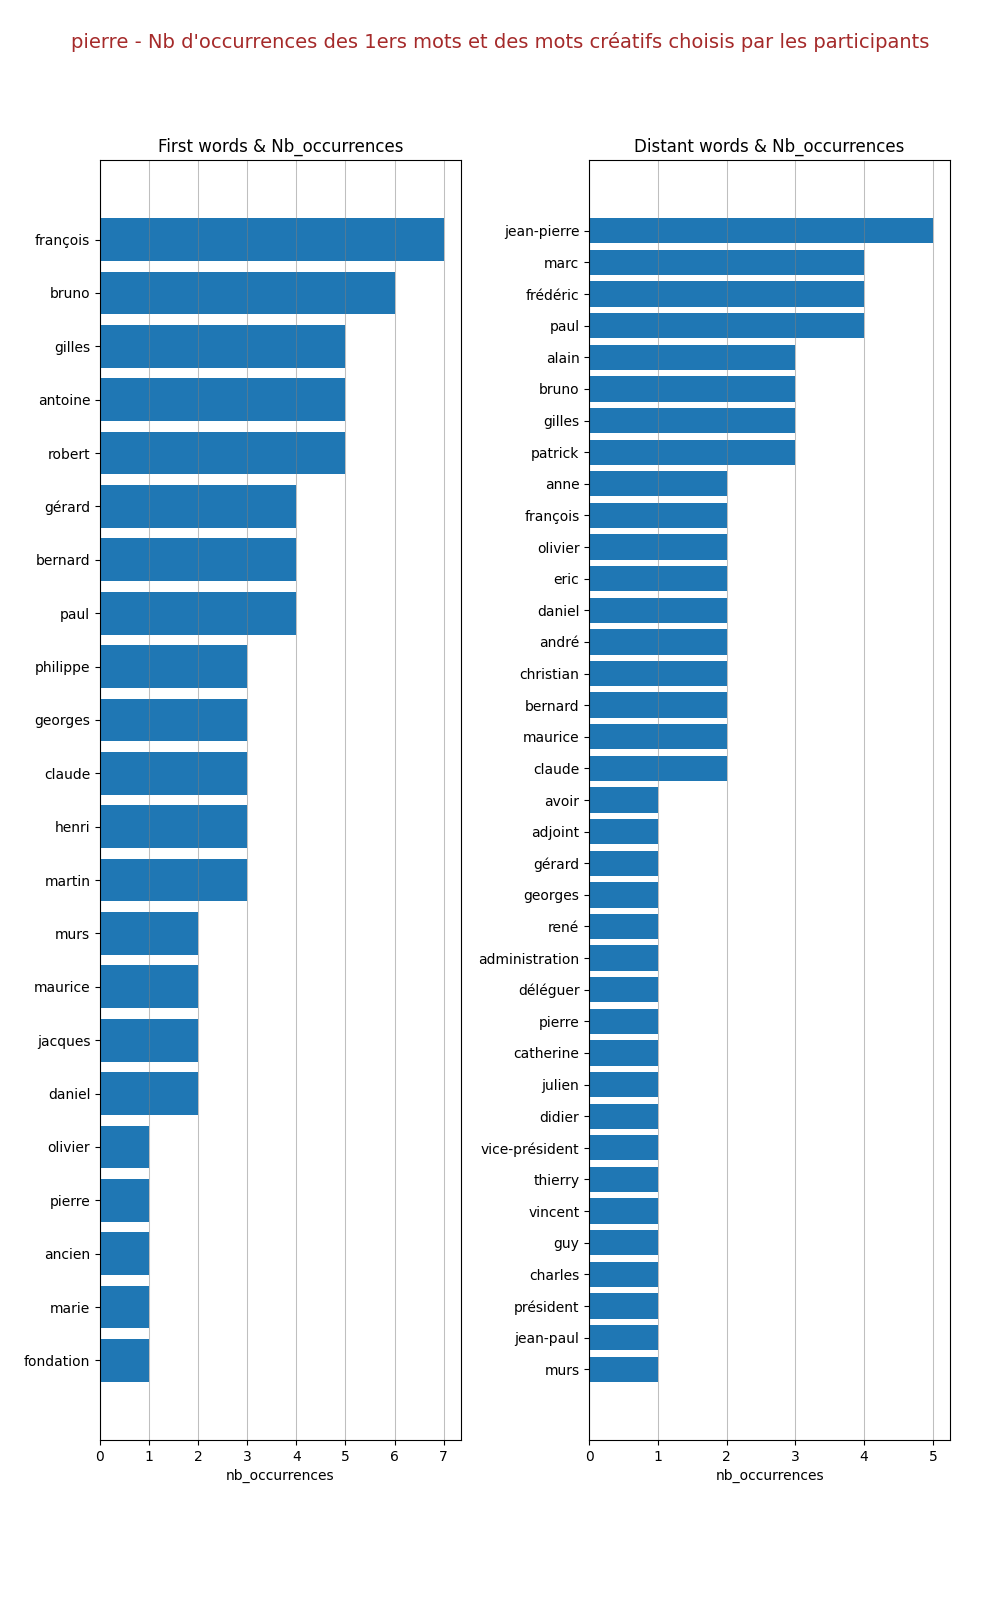 pierre - Nb d'occurrences des 1ers mots et des mots créatifs choisis par les participants
First words & Nb_occurrences
françois
bruno
gilles
antoine
robert
gérard
bernard
paul
philippe
georges
claude
henri
martin
murs
maurice
jacques
daniel
olivier
pierre
ancien
marie
fondation
0 1 2 3 4 5 6 7
nb_occurrences
Distant words & Nb_occurrences
jean-pierre
marc
frédéric
paul
alain
bruno
gilles
patrick
anne
françois
olivier
eric
daniel
andré
christian
bernard
maurice
claude
avoir
adjoint
gérard
georges
rené
administration
déléguer
pierre
catherine
julien
didier
vice-président
thierry
vincent
guy
charles
président
jean-paul
murs
0 1 2 3 4 5
nb_occurrences